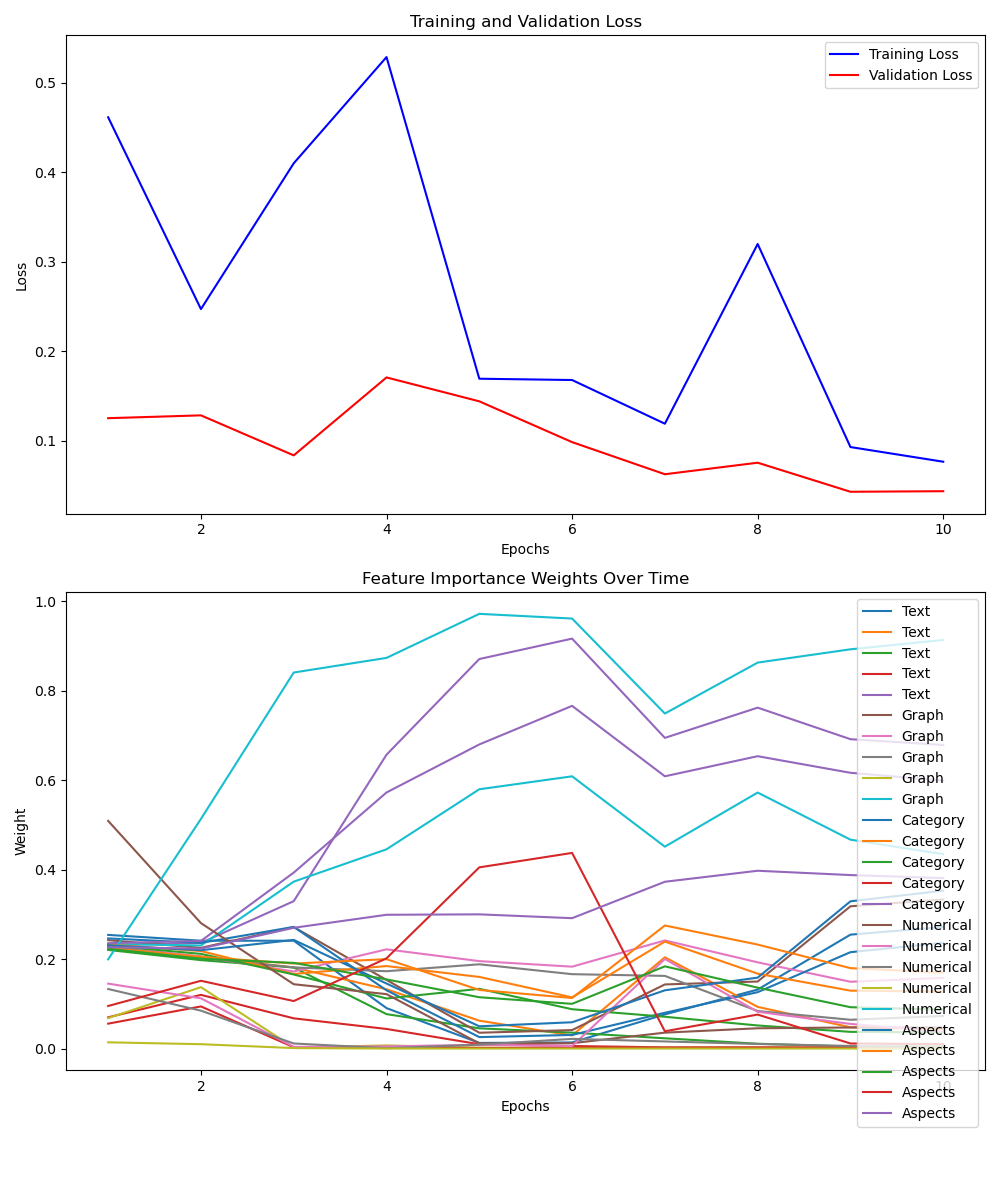 Training and Validation Loss
Training Loss
Validation Loss
0.5
0.4
0.3
0.2
0.1
Loss
2
4
6
8
10
Epochs
Feature Importance Weights Over Time
1.0
0.8
0.6
0.4
0.2
0.0
Weight
Text
Text
Text
Text
Text
Graph
Graph
Graph
Graph
Graph
Category
Category
Category
Category
Category
Numerical
Numerical
Numerical
Numerical
Numerical
Aspects
Aspects
Aspects
Aspects
Aspects
2
4
6
8
10
Epochs